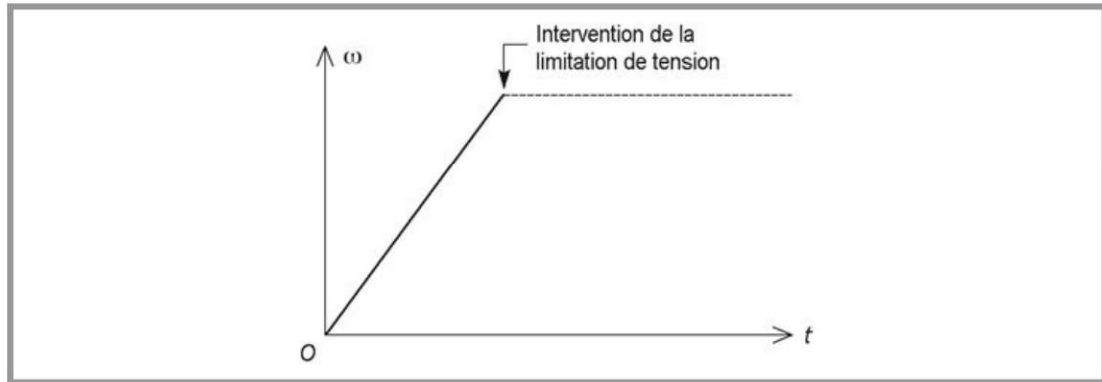 Intervention de la
limitation de tension
ω
O
t